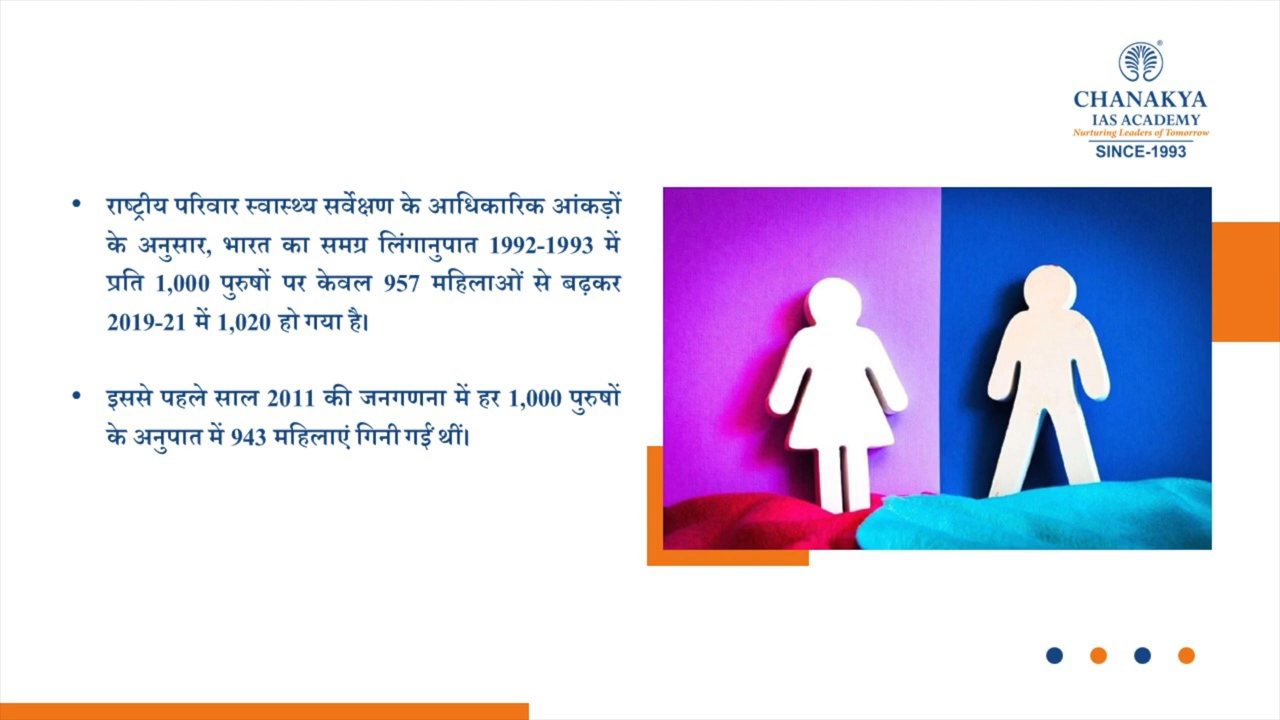 CHANAKYA
IAS ACADEMY
Nurturing Leaders of Tomorrow
SINCE-1993
• राष्ट्रीय परिवार स्वास्थ्य सर्वेक्षण के आधिकारिक आंकड़ों
के अनुसार, भारत का समग्र लिंगानुपात 1992-1993 में
प्रति 1,000 पुरुषों पर केवल 957 महिलाओं से बढ़कर
2019-21 में 1,020 हो गया है।
• इससे पहले साल 2011 की जनगणना में हर 1,000 पुरुषों
के अनुपात में 943 महिलाएं गिनी गईं थीं।